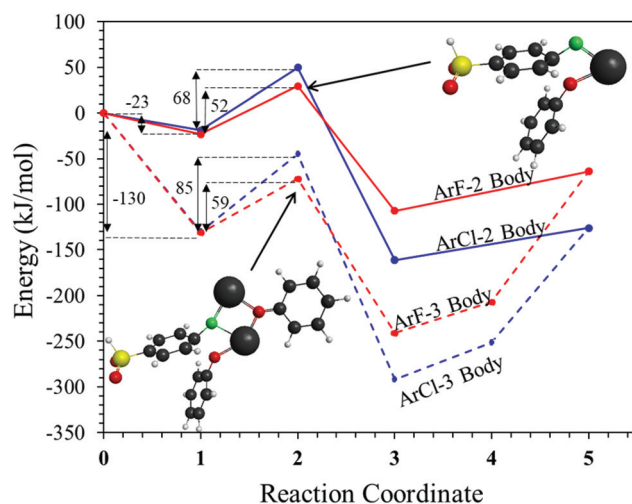 100
50
0
-50
-100
-150
-200
-250
-300
-350
Energy (kJ/mol)
-23
68
52
-130
85
59
ArF-2 Body
ArCl-2 Body
ArF-3 Body
ArCl-3 Body
0 1 2 3 4 5
Reaction Coordinate